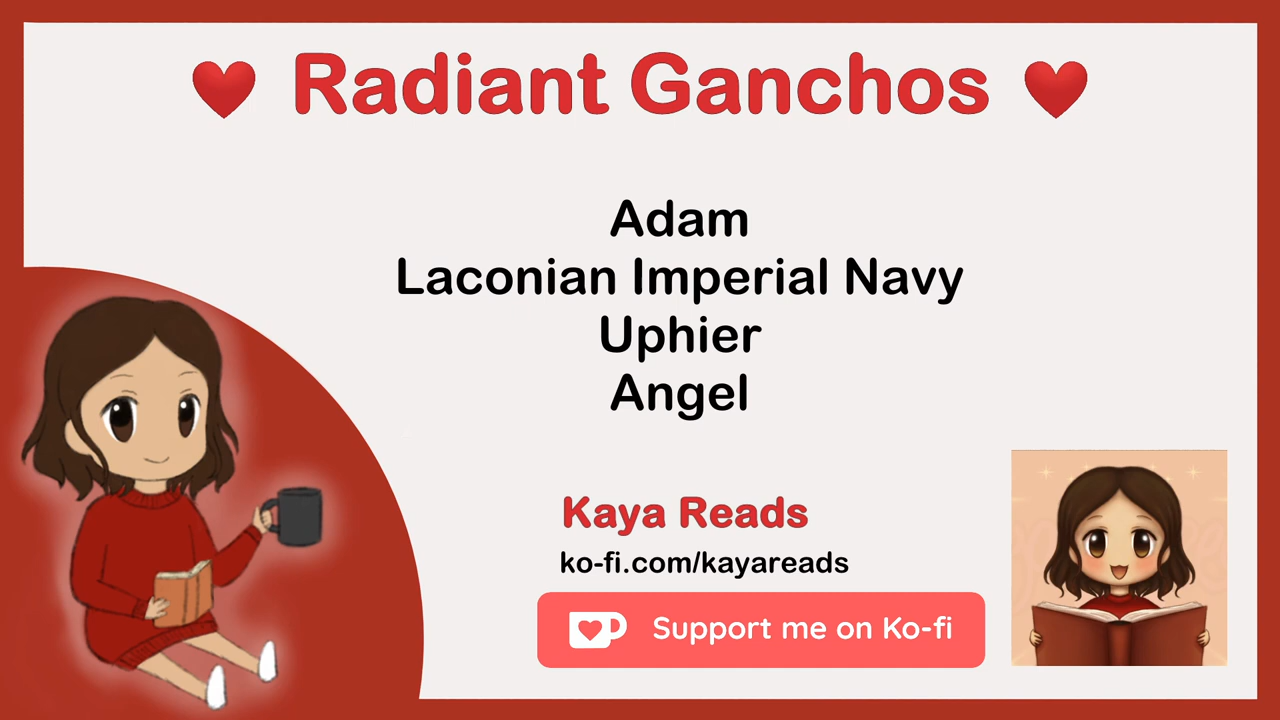 Radiant Ganchos
Adam
Laconian Imperial Navy
Uphier
Angel
Kaya Reads
ko-fi.com/kayareads
Support me on Ko-fi